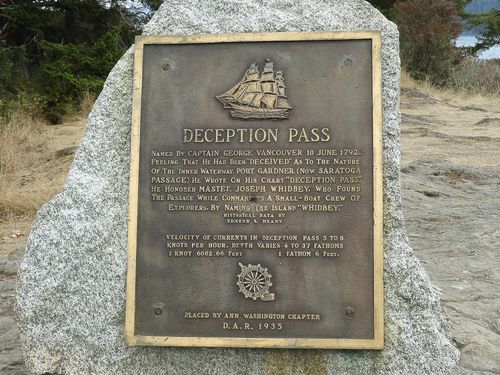 DECEPTION PASS
NAMED BY CAPTAIN GEORGE VANCOUVER 10 JUNE 1792.
FEELING THAT HE HAD BEEN "DECEIVED" AS TO THE NATURE
OF THE INNER WATERWAY, PORT GARDNER (NOW SARATOGA
PASSAGE) HE WROTE ON HIS CHART "DECEPTION PASS"
HE HONORED MASTER JOSEPH WHIDBEY, WHO FOUND
THE PASSAGE WHILE COMMANDING A SMALL-BOAT CREW OF
EXPLORERS, BY NAMING THE ISLAND "WHIDBEY."
HISTORICAL DATA BY
EDMOND S. MEANY
VELOCITY OF CURRENTS IN DECEPTION PASS 5 TO 8
KNOTS PER HOUR. DEPTH VARIES 4 TO 37 FATHOMS
1 KNOT 6082.66 FEET 1 FATHOM 6 FEET.
PLACED BY ANN WASHINGTON CHAPTER
D.A.R. 1935